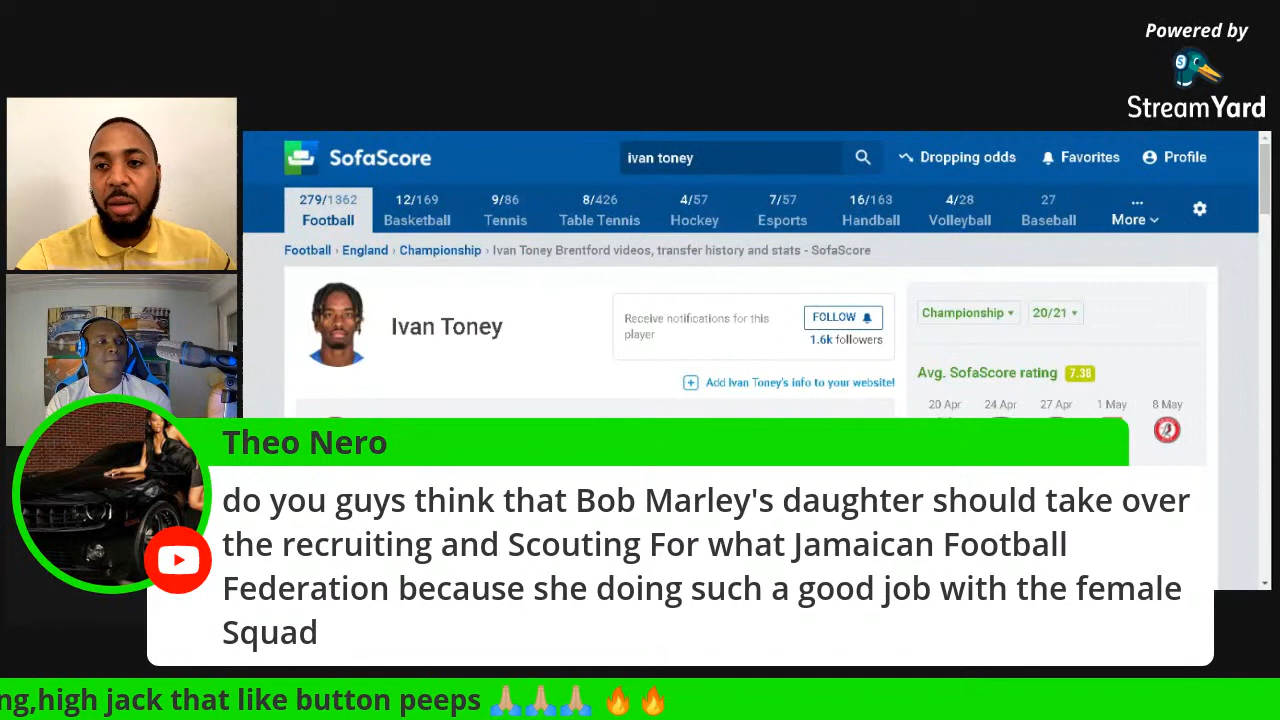 Powered by
StreamYard
SofaScore
ivan toney
Dropping odds
Favorites
Profile
279/1362
Football
12/169
Basketball
9/86
Tennis
8/426
Table Tennis
4/57
Hockey
7/57
Esports
16/163
Handball
4/28
Volleyball
27
Baseball
...
More
Football › England › Championship › Ivan Toney Brentford videos, transfer history and stats - SofaScore
Ivan Toney
Receive notifications for this
player
FOLLOW
1.6k followers
Add Ivan Toney's info to your website!
Championship
20/21
Avg. SofaScore rating 7.38
20 Apr 24 Apr 27 Apr 1 May 8 May
Theo Nero
do you guys think that Bob Marley's daughter should take over
the recruiting and Scouting For what Jamaican Football
Federation because she doing such a good job with the female
Squad
ng,high jack that like button peeps 🙏🏼🙏🏼🙏🏼 🔥🔥